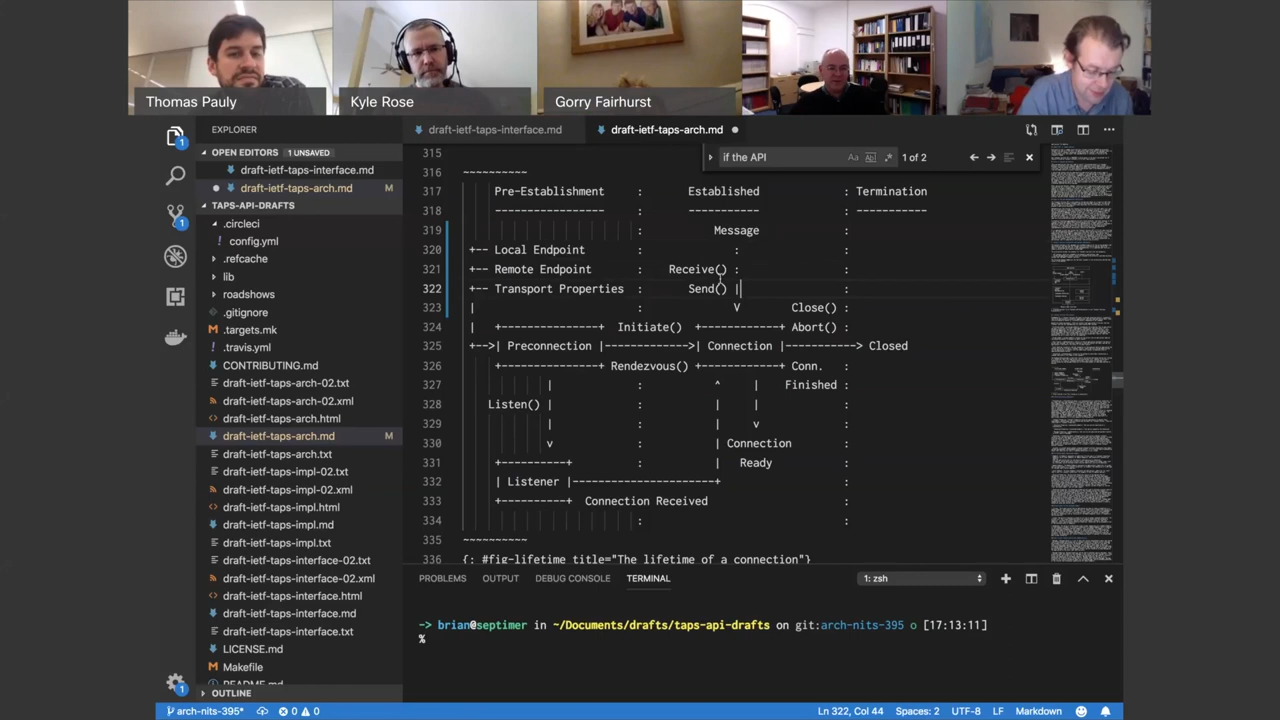 Thomas Pauly
Kyle Rose
Gorry Fairhurst
EXPLORER
OPEN EDITORS 1 UNSAVED
draft-ietf-taps-interface.md
draft-ietf-taps-arch.md M
TAPS-API-DRAFTS
.circleci
config.yml
.refcache
lib
roadshows
.gitignore
.targets.mk
.travis.yml
CONTRIBUTING.md
draft-ietf-taps-arch-02.txt
draft-ietf-taps-arch-02.xml
draft-ietf-taps-arch.html
draft-ietf-taps-arch.md M
draft-ietf-taps-arch.txt
draft-ietf-taps-impl-02.txt
draft-ietf-taps-impl-02.xml
draft-ietf-taps-impl.html
draft-ietf-taps-impl.md
draft-ietf-taps-impl.txt
draft-ietf-taps-interface-02.txt
draft-ietf-taps-interface-02.xml
draft-ietf-taps-interface.html
draft-ietf-taps-interface.md
draft-ietf-taps-interface.txt
LICENSE.md
Makefile
README.md
OUTLINE
draft-ietf-taps-interface.md draft-ietf-taps-arch.md
if the API Aa Abl .* 1 of 2
315
316 ~~~~~~~~~~
317 Pre-Establishment : Established : Termination
318 ----------------- : ----------- : -----------
319 : Message :
320 +-- Local Endpoint : :
321 +-- Remote Endpoint Receive() : :
322 +-- Transport Properties : Send() | :
323 | : V Close() :
324 | +--------------+ Initiate() +------------+ Abort() :
325 +-->| Preconnection |------------->| Connection |-----------> Closed
326 +--------------+ Rendezvous() +------------+ Conn. :
327 | : ^ | Finished :
328 Listen() | : | | :
329 | : | v :
330 v : | Connection :
331 +----------+ : | Ready :
332 | Listener |----------------------+ :
333 +----------+ Connection Received :
334 : :
335 ~~~~~~~~~~
336 {: #fig-lifetime title="The lifetime of a connection"}
PROBLEMS OUTPUT DEBUG CONSOLE TERMINAL 1: zsh
-> brian@septimer in ~/Documents/drafts/taps-api-drafts on git:arch-nits-395 o [17:13:11]
%
arch-nits-395* 0 0 Ln 322, Col 44 Spaces: 2 UTF-8 LF Markdown